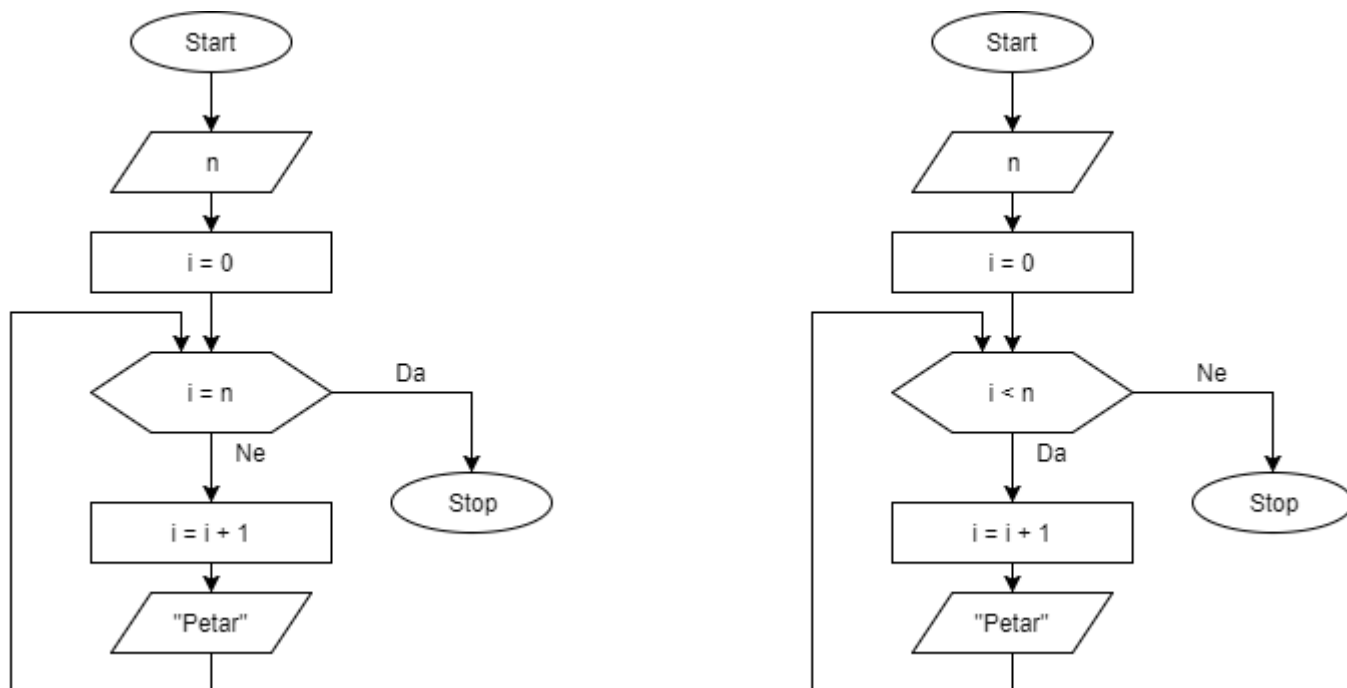 Start
n
i = 0
i = n
Da
Ne
Stop
i = i + 1
"Petar"
Start
n
i = 0
i < n
Ne
Da
Stop
i = i + 1
"Petar"